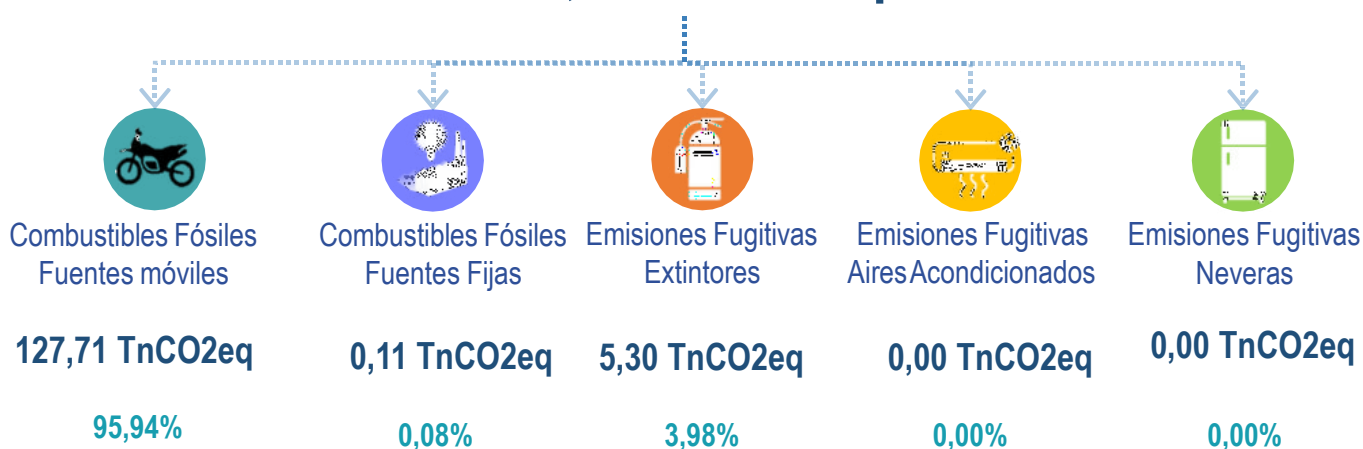 Combustibles Fósiles
Fuentes móviles
127,71 TnCO2eq
95,94%
Combustibles Fósiles
Fuentes Fijas
0,11 TnCO2eq
0,08%
Emisiones Fugitivas
Extintores
5,30 TnCO2eq
3,98%
Emisiones Fugitivas
Aires Acondicionados
0,00 TnCO2eq
0,00%
Emisiones Fugitivas
Neveras
0,00 TnCO2eq
0,00%